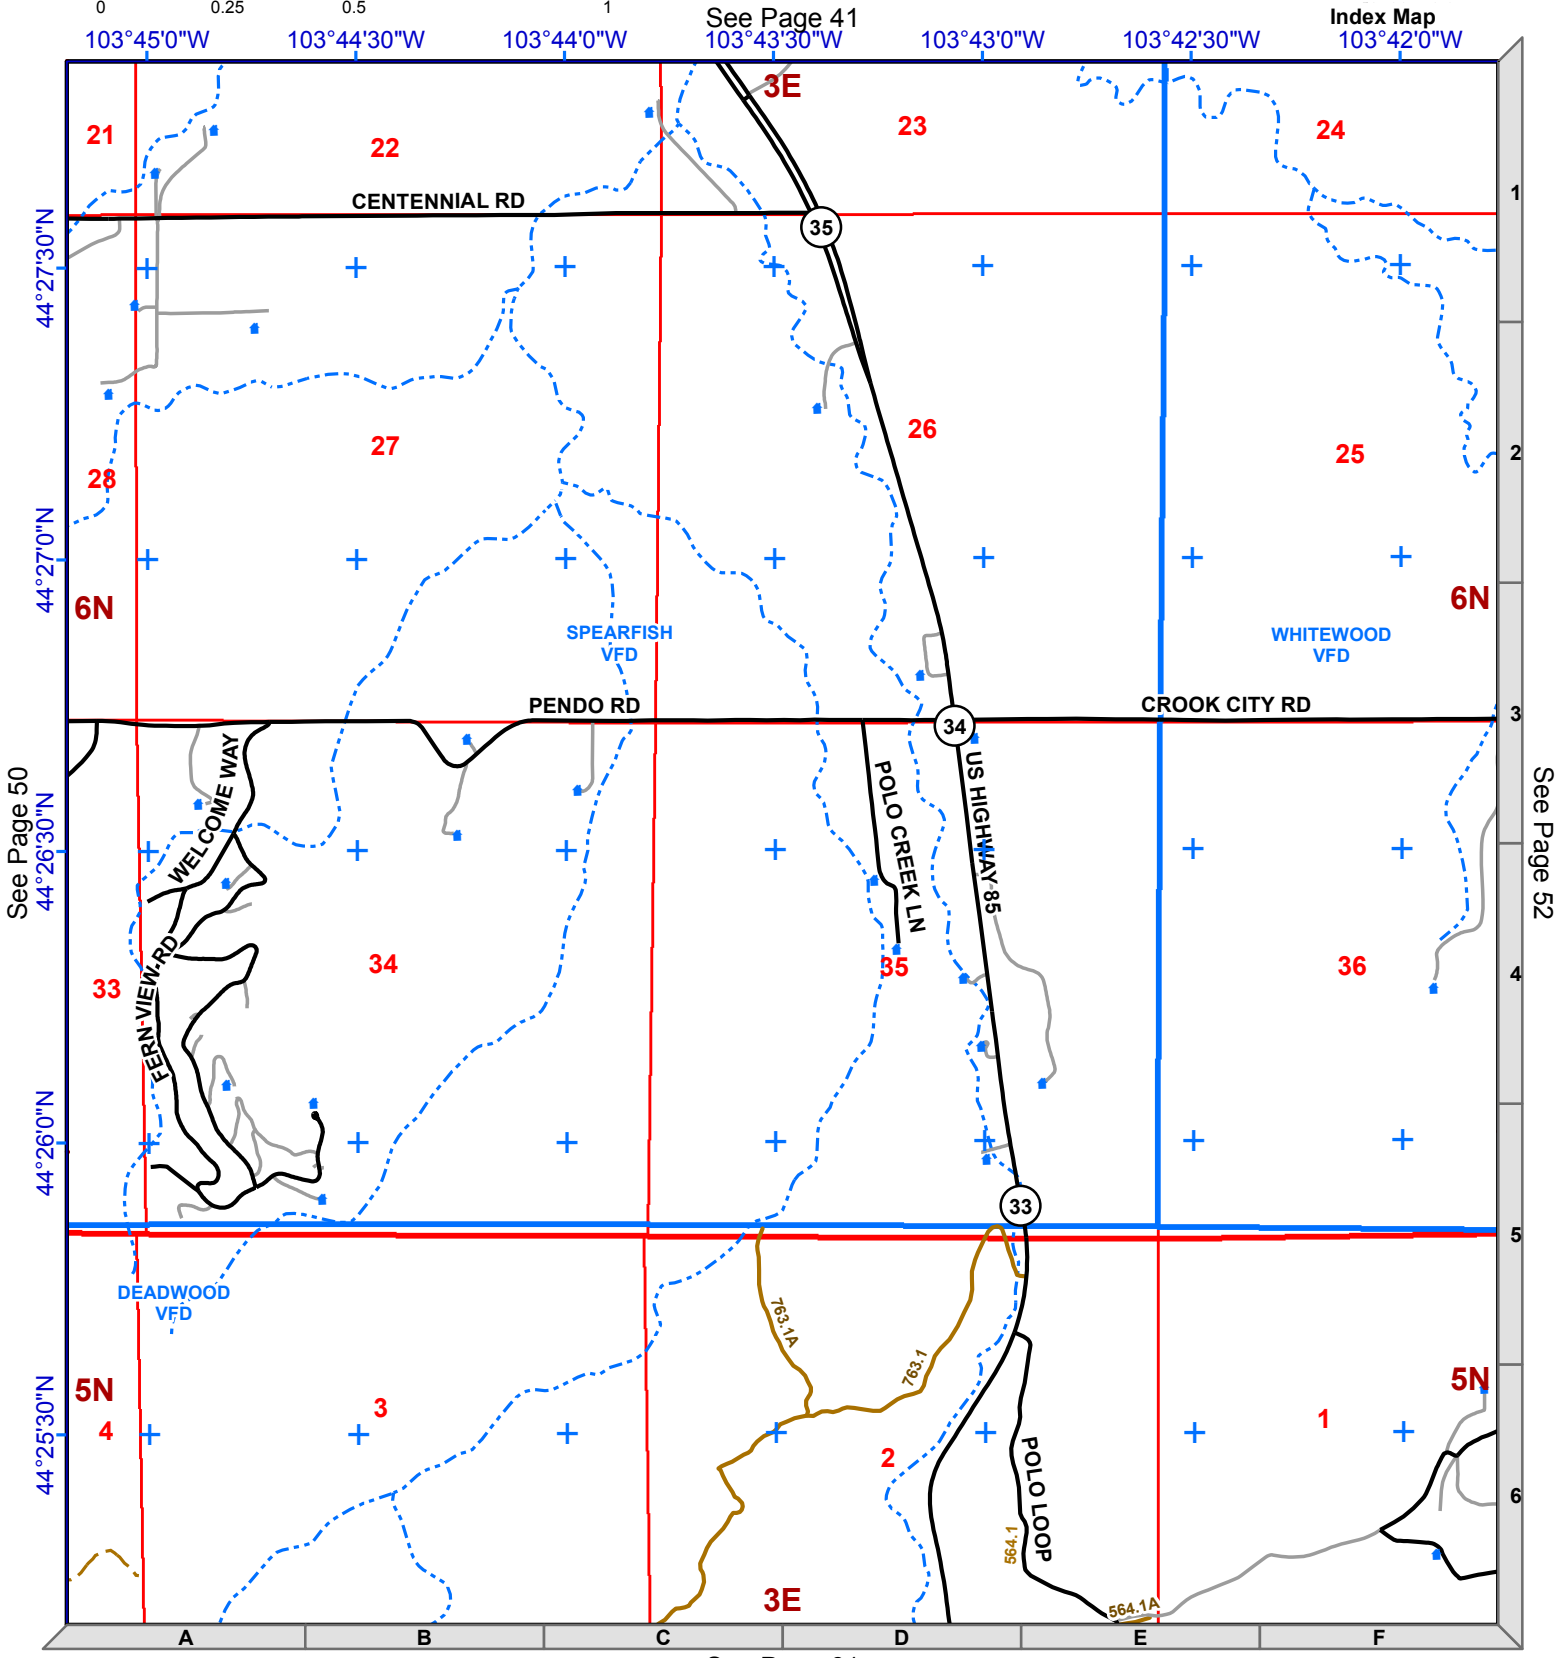 0 0.25 0.5 1
See Page 41
Index Map
103°45'0"W 103°44'30"W 103°44'0"W 103°43'30"W 103°43'0"W 103°42'30"W 103°42'0"W
3E
21
22
23
24
1
CENTENNIAL RD
35
44°27'30"N
27
26
25
2
28
44°27'0"N
6N
6N
SPEARFISH
VFD
WHITEWOOD
VFD
PENDO RD
CROOK CITY RD
3
34
WELCOME WAY
POLO CREEK LN
US HIGHWAY 85
See Page 50
See Page 52
44°26'30"N
FERN VIEW RD
33
34
35
36
4
44°26'0"N
33
5
DEADWOOD
VFD
763.1A
763.1
5N
5N
4
3
2
1
44°25'30"N
POLO LOOP
564.1
6
3E
564.1A
A B C D E F